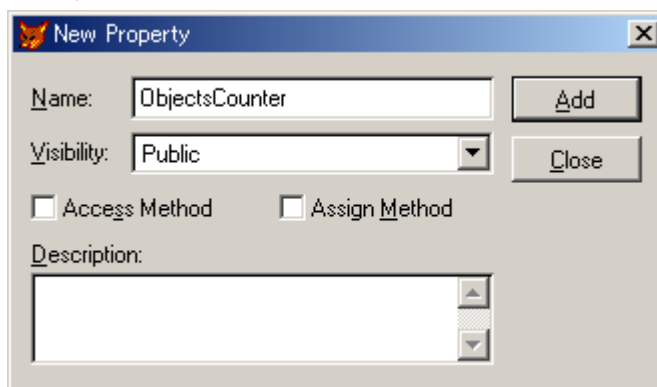 New Property
Name: ObjectsCounter Add
Visibility: Public Close
Access Method Assign Method
Description: